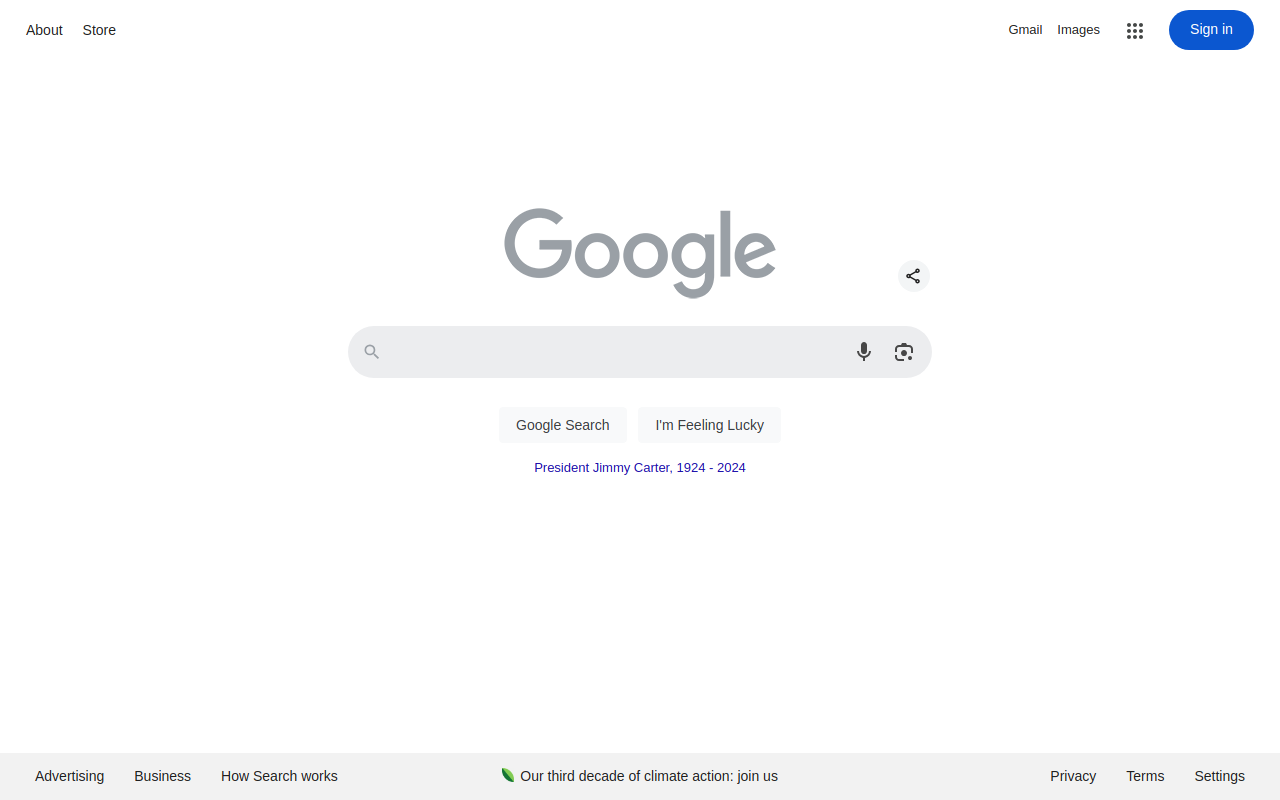 About Store Gmail Images Sign in
Google
Google Search I'm Feeling Lucky
President Jimmy Carter, 1924 - 2024
Advertising Business How Search works Our third decade of climate action: join us Privacy Terms Settings